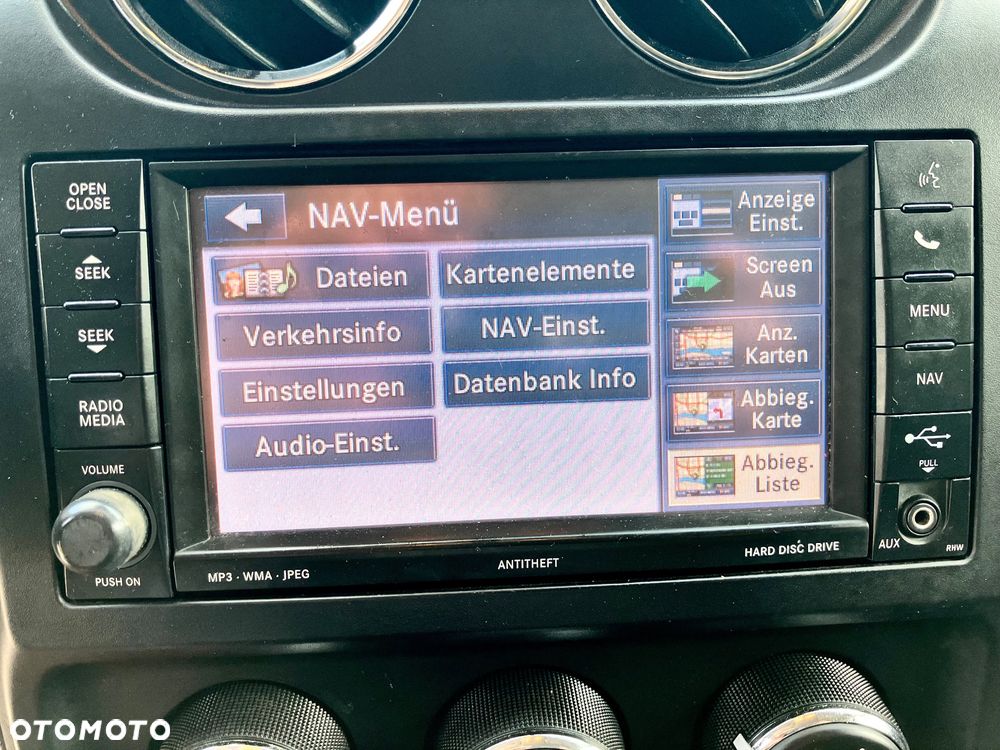 OPEN
CLOSE
SEEK
SEEK
RADIO
MEDIA
VOLUME
PUSH ON
NAV-Menü
Dateien
Kartenelemente
Verkehrsinfo
NAV-Einst.
Einstellungen
Datenbank Info
Audio-Einst.
Anzeige
Einst.
Screen
Aus
Anz.
Karten
Abbieg.
Karte
Abbieg.
Liste
MENU
NAV
PULL
AUX
RHW
MP3 · WMA · JPEG
ANTITHEFT
HARD DISC DRIVE
OTOMOTO